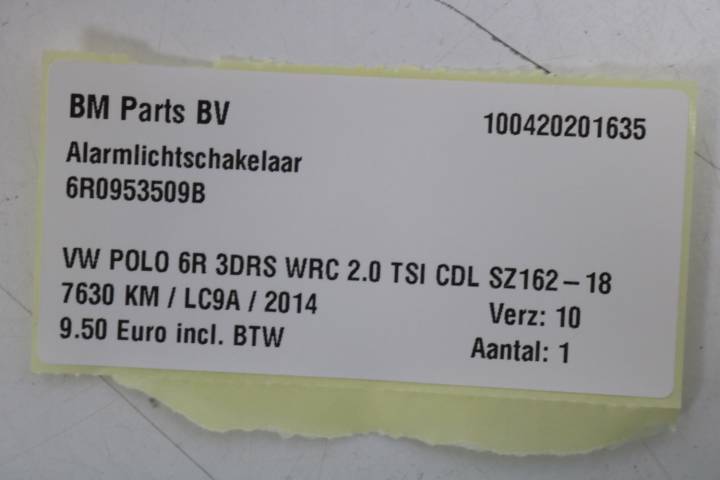 BM Parts BV 100420201635
Alarmlichtschakelaar
6R0953509B
VW POLO 6R 3DRS WRC 2.0 TSI CDL SZ162-18
7630 KM / LC9A / 2014 Verz: 10
9.50 Euro incl. BTW Aantal: 1